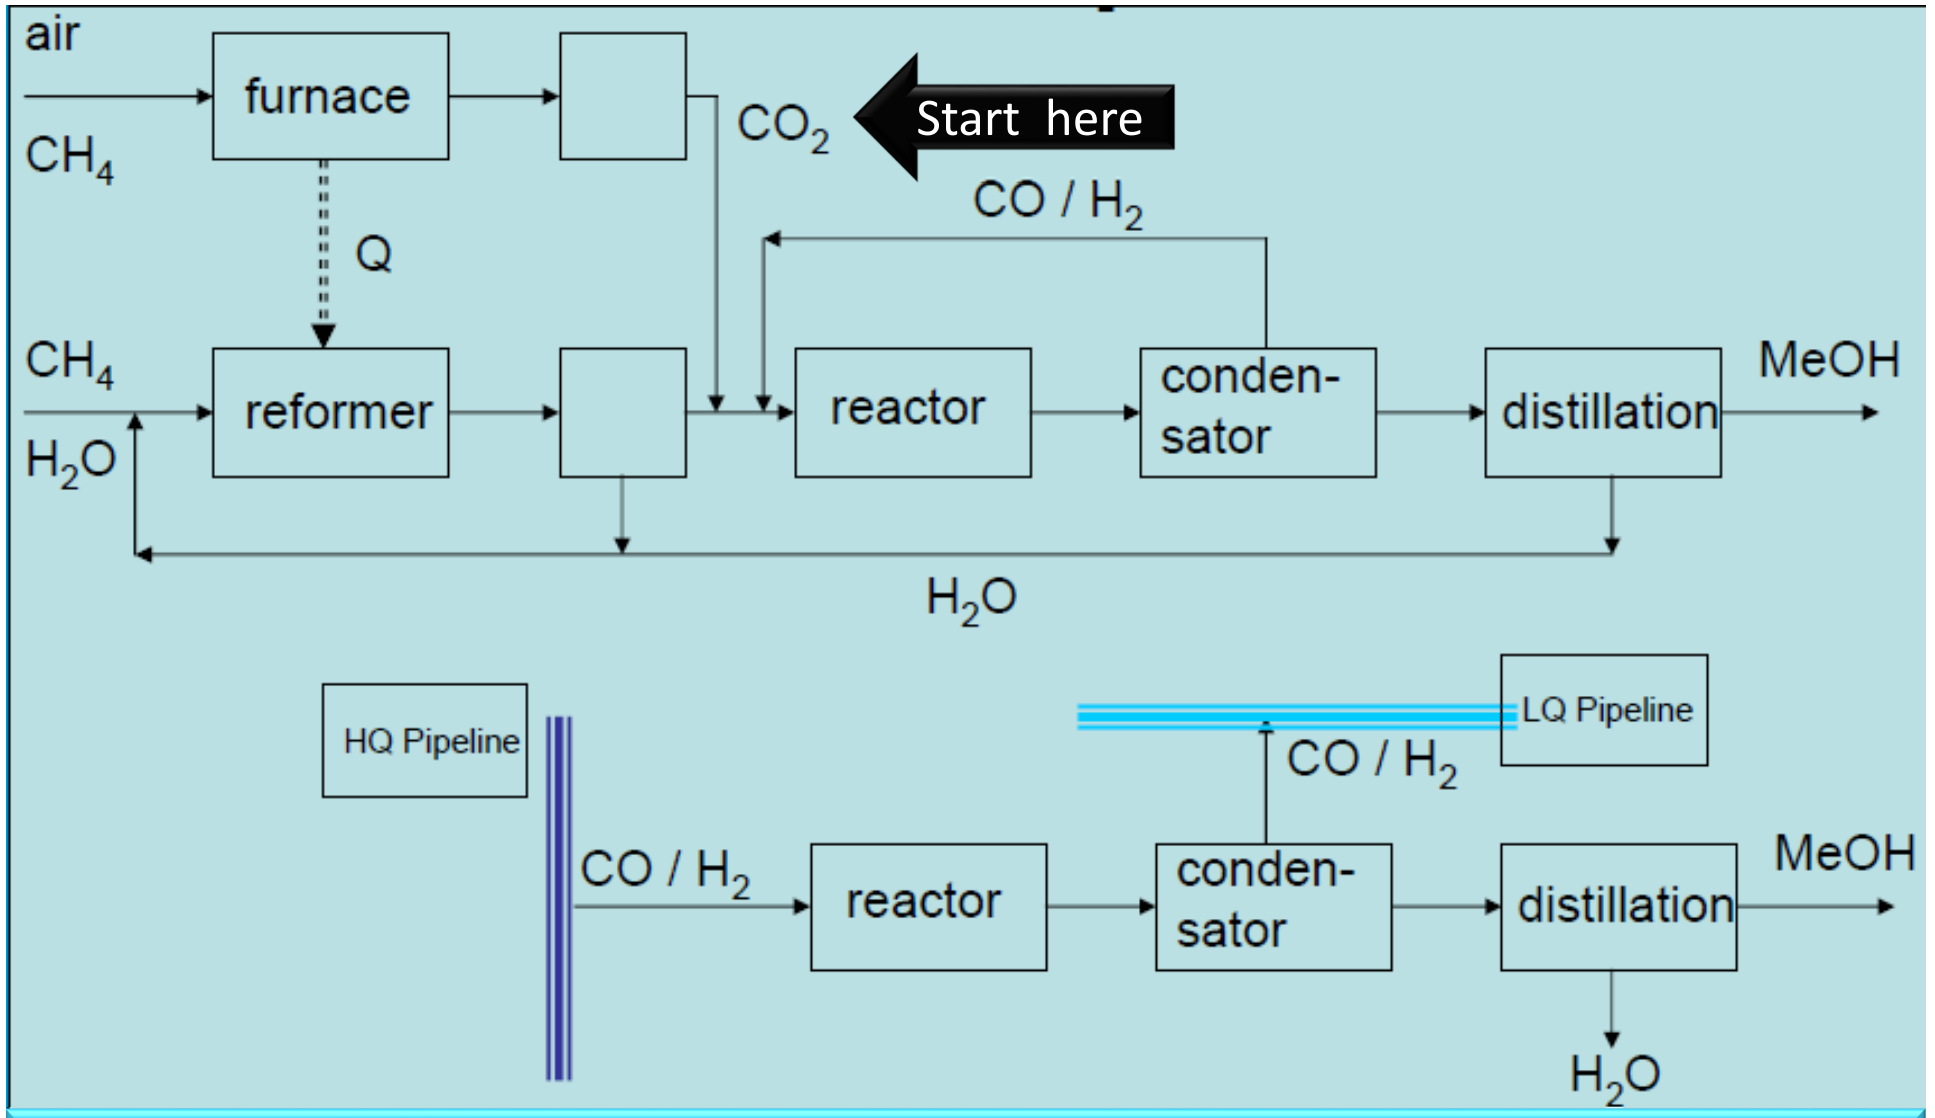 air
furnace
CH₄
CO₂
Start here
CO / H₂
Q
CH₄
H₂O
reformer
reactor
conden-
sator
distillation
MeOH
H₂O
HQ Pipeline
LQ Pipeline
CO / H₂
CO / H₂
reactor
conden-
sator
distillation
MeOH
H₂O